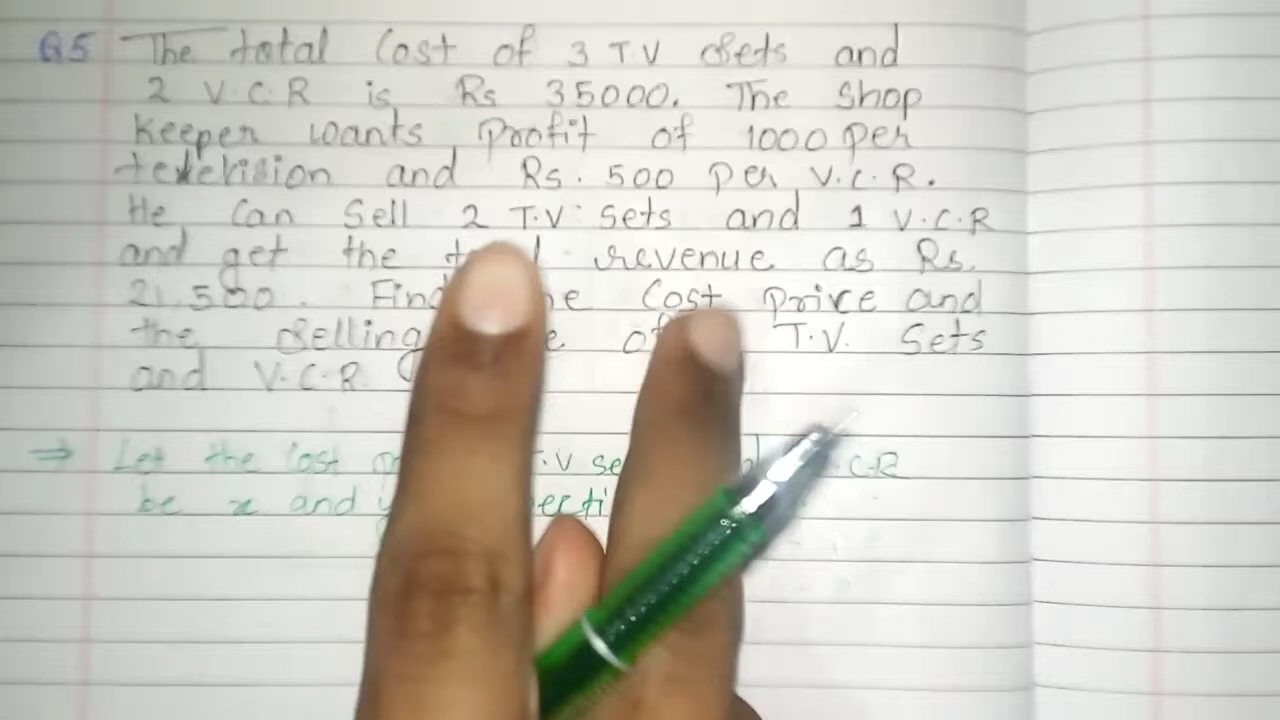 Q5 The total Cost of 3 T.V Sets and
2 V.C.R is Rs 35000. The Shop
Keeper wants Profit of 1000 per
television and Rs. 500 per V.C.R.
He Can Sell 2 T.V. Sets and 1 V.C.R
and get the revenue as Rs.
21,500. Find Cost price and
the Selling T.V. Sets
and V.C.R
⇒ Let the Cost T.V C.R
be x and y